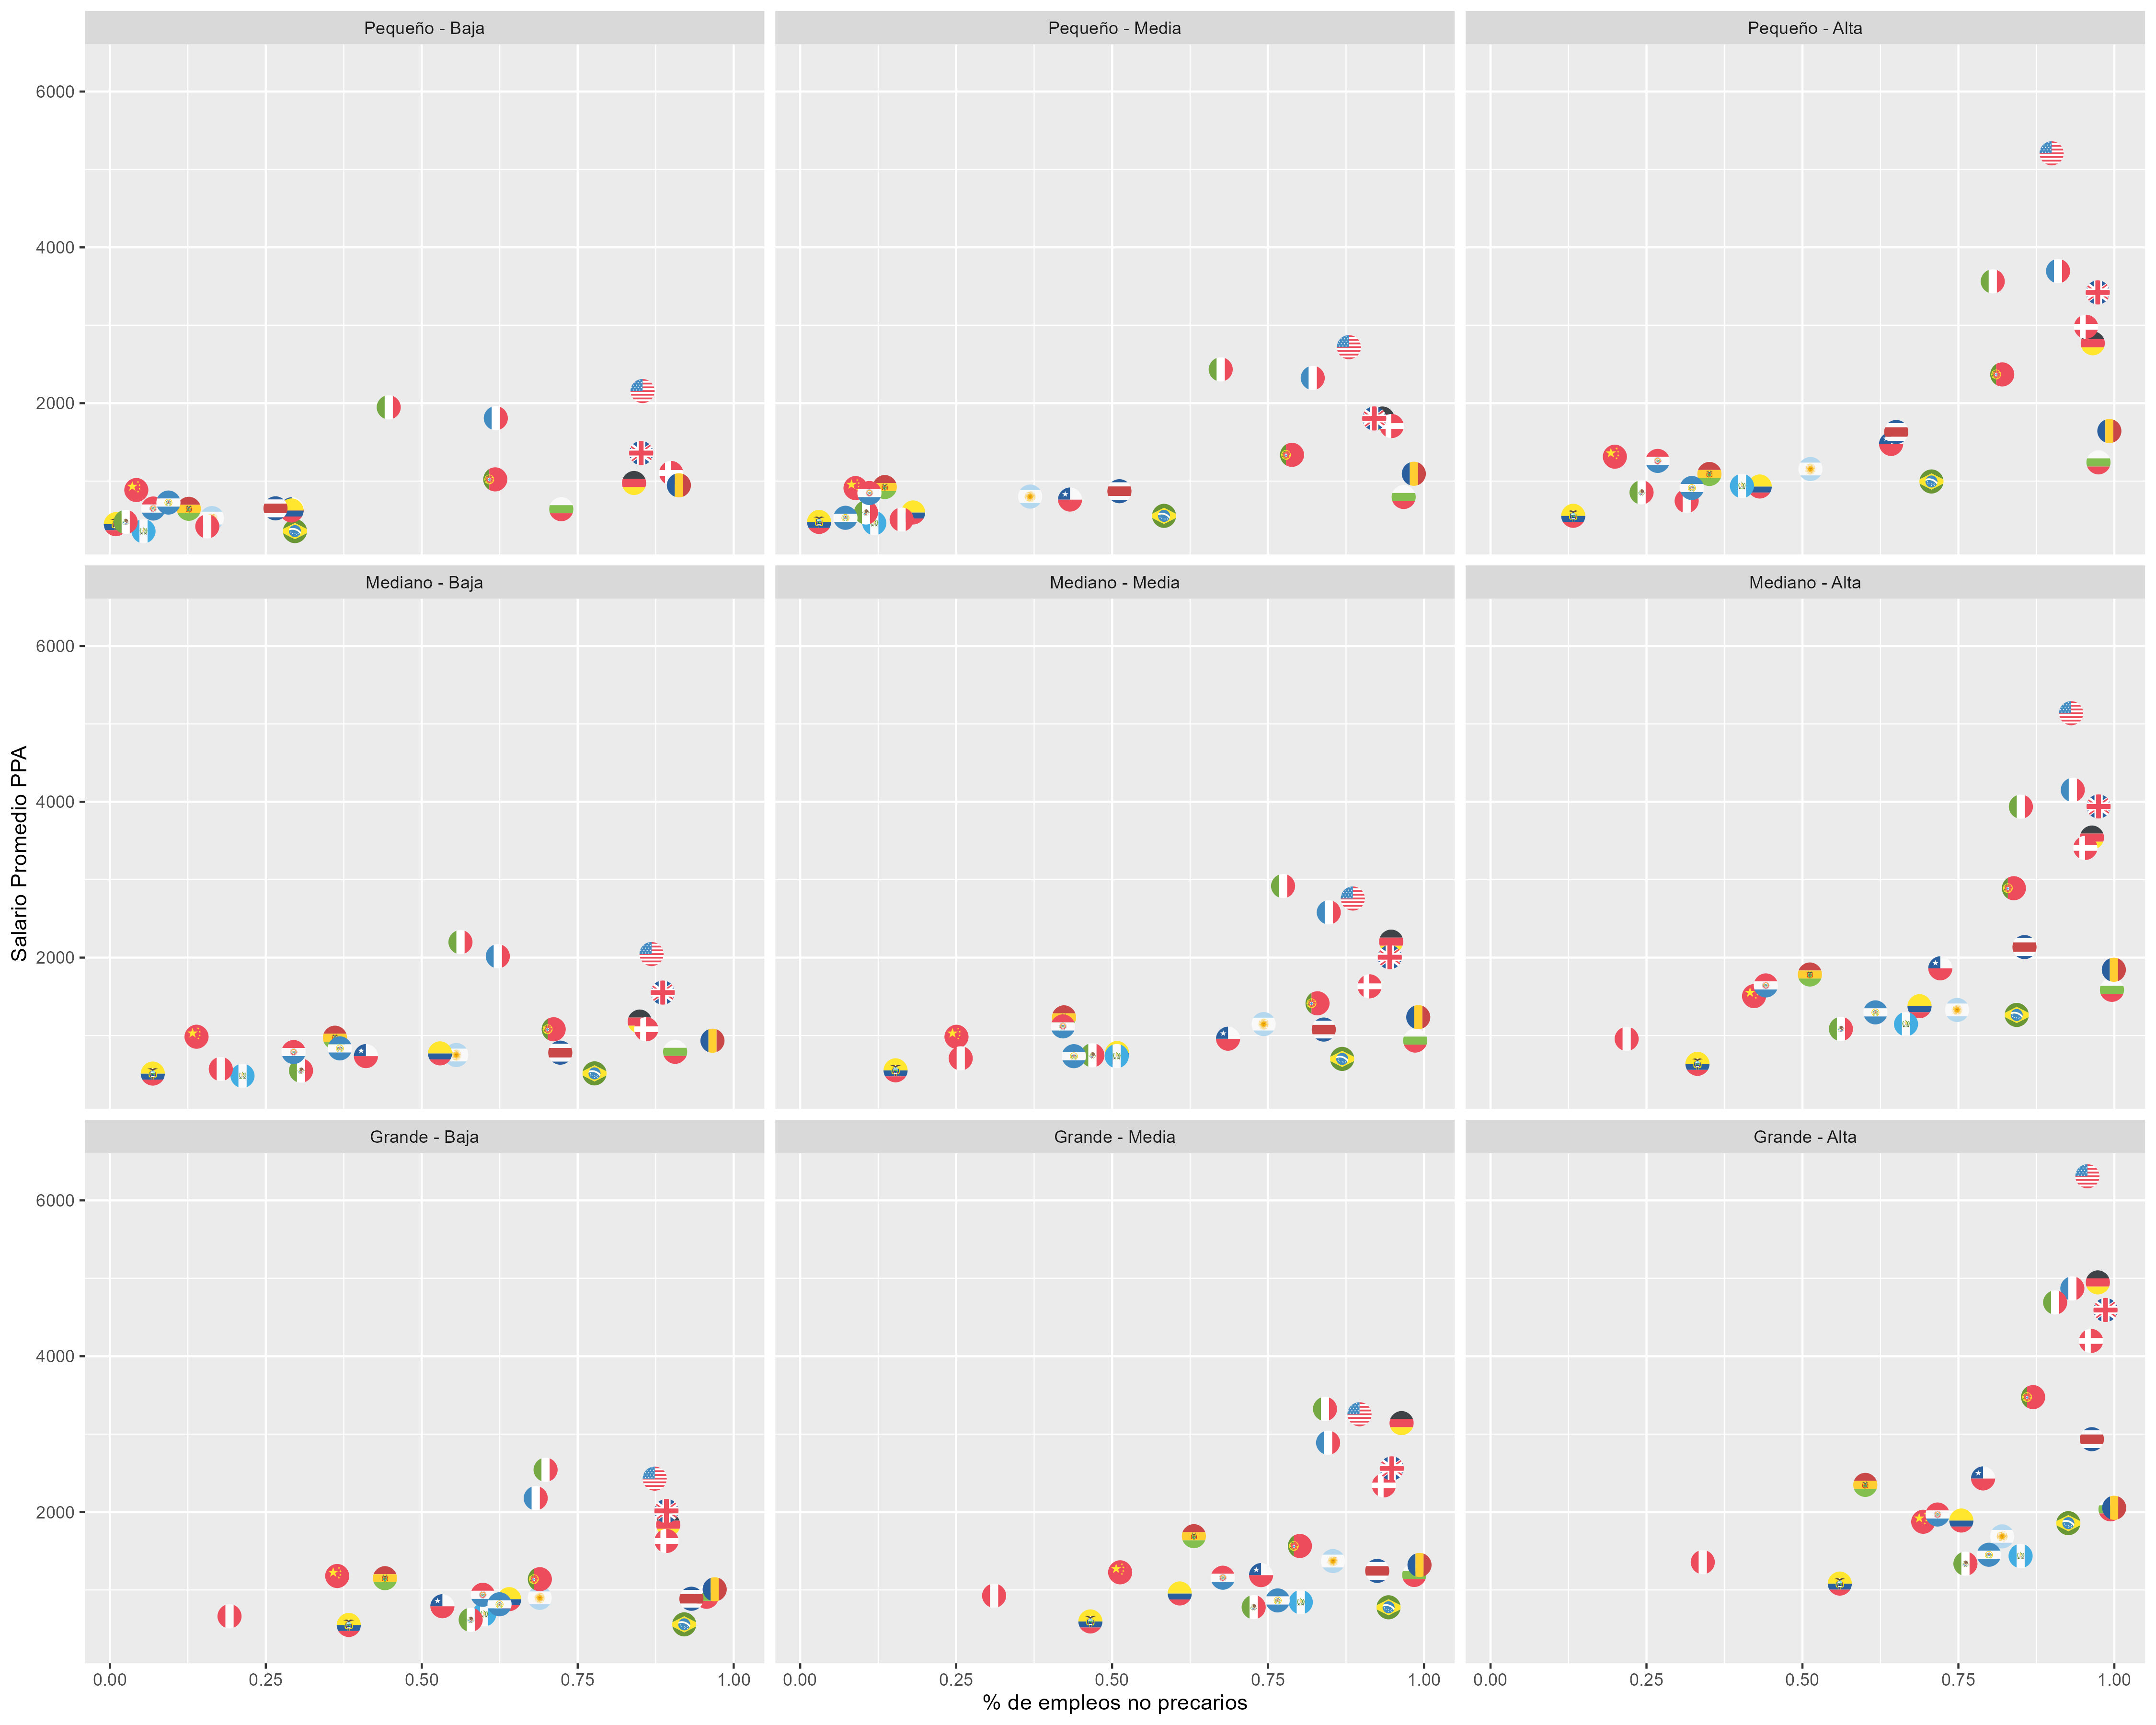 Pequeño - Baja
Pequeño - Media
Pequeño - Alta
6000
4000
2000
Mediano - Baja
Mediano - Media
Mediano - Alta
6000
4000
2000
Salario Promedio PPA
Grande - Baja
Grande - Media
Grande - Alta
6000
4000
2000
0.00 0.25 0.50 0.75 1.00
0.00 0.25 0.50 0.75 1.00
0.00 0.25 0.50 0.75 1.00
% de empleos no precarios